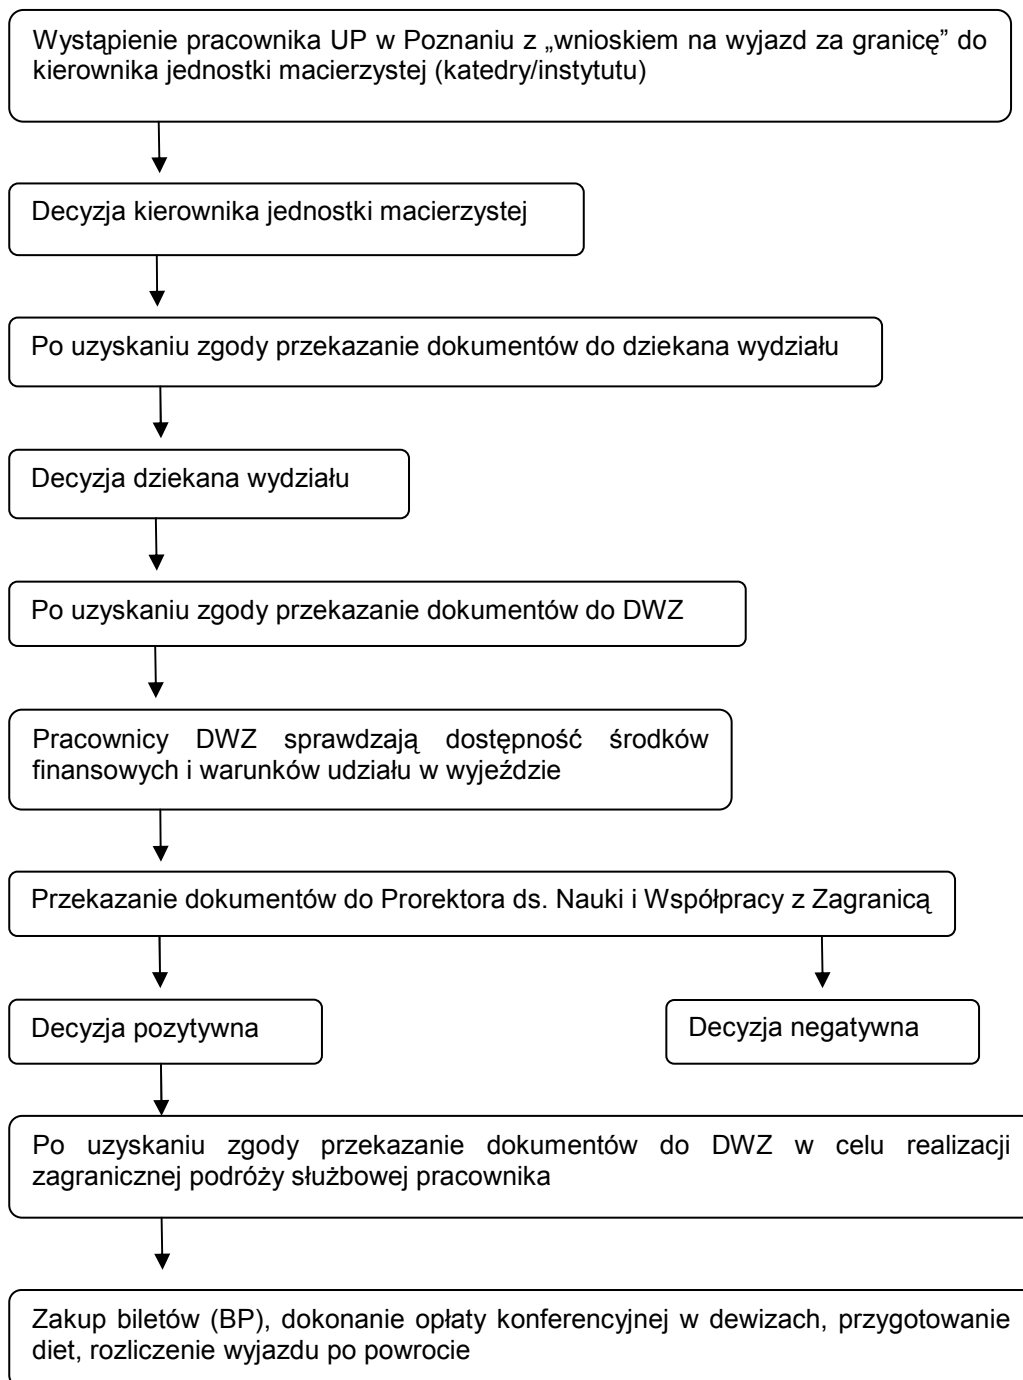 Wystąpienie pracownika UP w Poznaniu z „wnioskiem na wyjazd za granicę” do
kierownika jednostki macierzystej (katedry/instytutu)
Decyzja kierownika jednostki macierzystej
Po uzyskaniu zgody przekazanie dokumentów do dziekana wydziału
Decyzja dziekana wydziału
Po uzyskaniu zgody przekazanie dokumentów do DWZ
Pracownicy DWZ sprawdzają dostępność środków
finansowych i warunków udziału w wyjeździe
Przekazanie dokumentów do Prorektora ds. Nauki i Współpracy z Zagranicą
Decyzja pozytywna
Decyzja negatywna
Po uzyskaniu zgody przekazanie dokumentów do DWZ w celu realizacji
zagranicznej podróży służbowej pracownika
Zakup biletów (BP), dokonanie opłaty konferencyjnej w dewizach, przygotowanie
diet, rozliczenie wyjazdu po powrocie